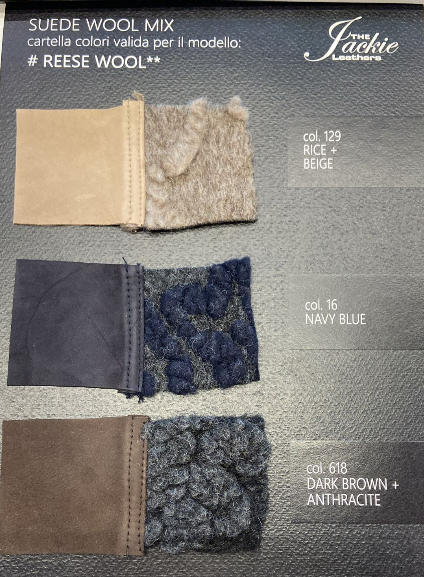 SUEDE WOOL MIX
cartella colori valida per il modello:
# REESE WOOL**
THE
Jackie
Leathers
col. 129
RICE +
BEIGE
col. 16
NAVY BLUE
col. 618
DARK BROWN +
ANTHRACITE